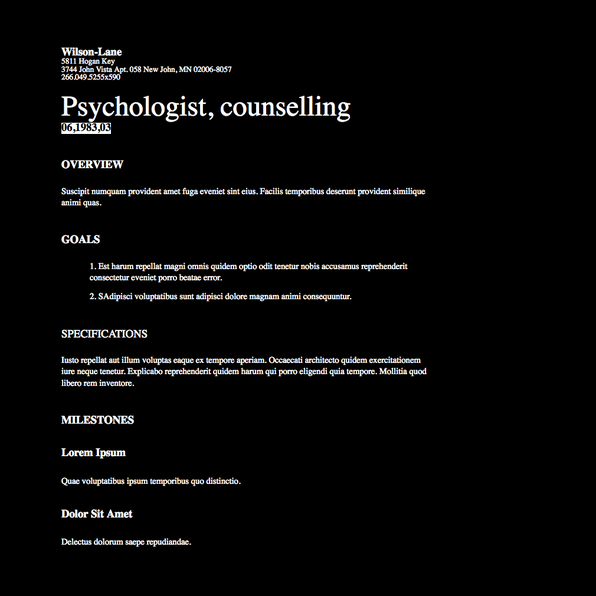 Wilson-Lane
5811 Hogan Key
3744 John Vista Apt. 058 New John, MN 02006-8057
266.049.5255x590
Psychologist, counselling
06,1983,03
OVERVIEW
Suscipit numquam provident amet fuga eveniet sint eius. Facilis temporibus deserunt provident similique
animi quas.
GOALS
1. Est harum repellat magni omnis quidem optio odit tenetur nobis accusamus reprehenderit
consectetur eveniet porro beatae error.
2. SAdipisci voluptatibus sunt adipisci dolore magnam animi consequuntur.
SPECIFICATIONS
Iusto repellat aut illum voluptas eaque ex tempore aperiam. Occaecati architecto quidem exercitationem
iure neque tenetur. Explicabo reprehenderit quidem harum qui porro eligendi quia tempore. Mollitia quod
libero rem inventore.
MILESTONES
Lorem Ipsum
Quae voluptatibus ipsum temporibus quo distinctio.
Dolor Sit Amet
Delectus dolorum saepe repudiandae.